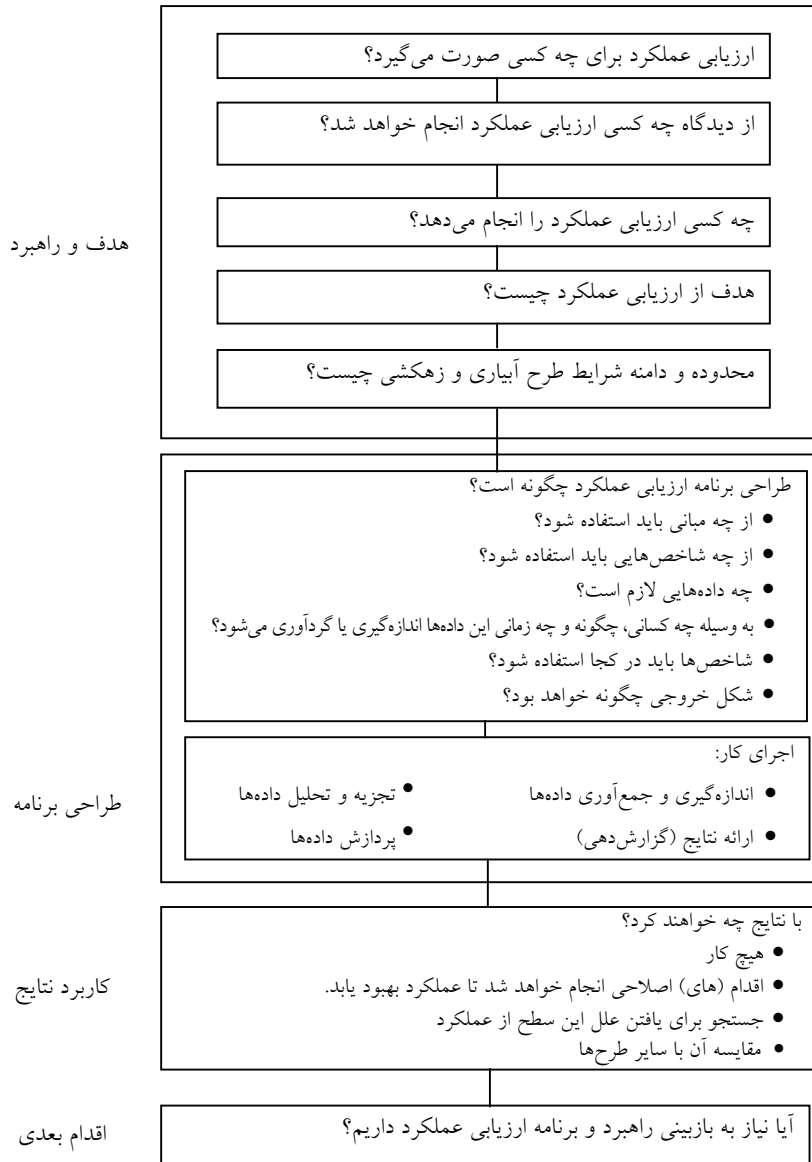 ارزیابی عملکرد برای چه کسی صورت می‌گیرد؟
از دیدگاه چه کسی ارزیابی عملکرد انجام خواهد شد؟
چه کسی ارزیابی عملکرد را انجام می‌دهد؟
هدف و راهبرد
هدف از ارزیابی عملکرد چیست؟
محدوده و دامنه شرایط طرح آبیاری و زهکشی چیست؟
طراحی برنامه ارزیابی عملکرد چگونه است؟
● از چه مبانی باید استفاده شود؟
● از چه شاخص‌هایی باید استفاده شود؟
● چه داده‌هایی لازم است؟
● به وسیله چه کسانی، چگونه و چه زمانی این داده‌ها اندازه‌گیری یا گردآوری می‌شود؟
● شاخص‌ها باید در کجا استفاده شود؟
● شکل خروجی چگونه خواهد بود؟
اجرای کار:
● اندازه‌گیری و جمع‌آوری داده‌ها ● تجزیه و تحلیل داده‌ها
طراحی برنامه
● ارائه نتایج (گزارش‌دهی) ● پردازش داده‌ها
با نتایج چه خواهند کرد؟
● هیچ کار
● اقدام (های) اصلاحی انجام خواهد شد تا عملکرد بهبود یابد.
کاربرد نتایج
● جستجو برای یافتن علل این سطح از عملکرد
● مقایسه آن با سایر طرح‌ها
آیا نیاز به بازبینی راهبرد و برنامه ارزیابی عملکرد داریم؟
اقدام بعدی